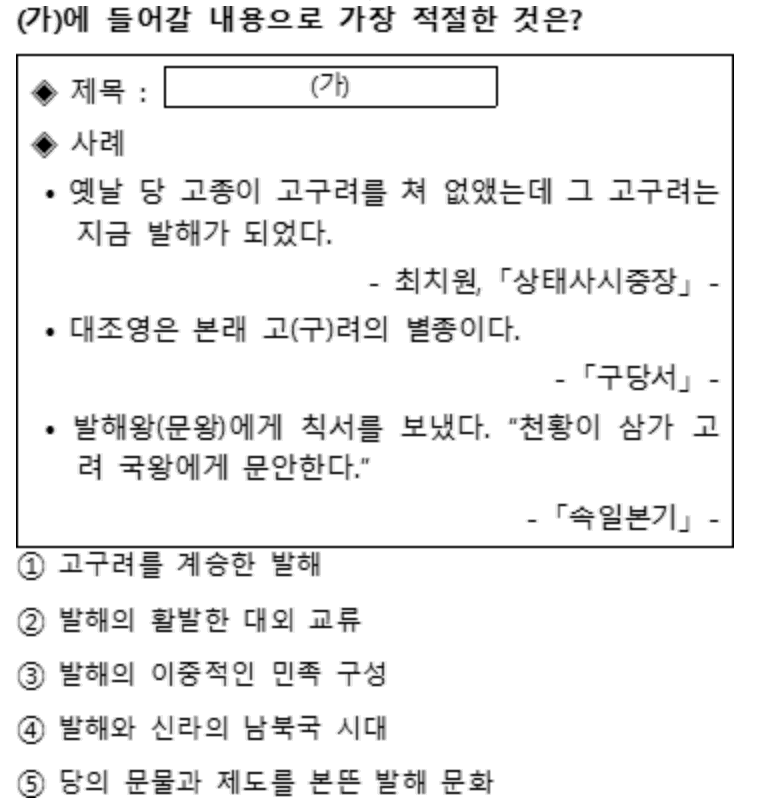 (가)에 들어갈 내용으로 가장 적절한 것은?
◈ 제목 : (가)
◈ 사례
• 옛날 당 고종이 고구려를 쳐 없앴는데 그 고구려는
지금 발해가 되었다.
- 최치원, 「상태사시중장」 -
• 대조영은 본래 고(구)려의 별종이다.
- 「구당서」 -
• 발해왕(문왕)에게 칙서를 보냈다. "천황이 삼가 고
려 국왕에게 문안한다."
- 「속일본기」 -
① 고구려를 계승한 발해
② 발해의 활발한 대외 교류
③ 발해의 이중적인 민족 구성
④ 발해와 신라의 남북국 시대
⑤ 당의 문물과 제도를 본뜬 발해 문화